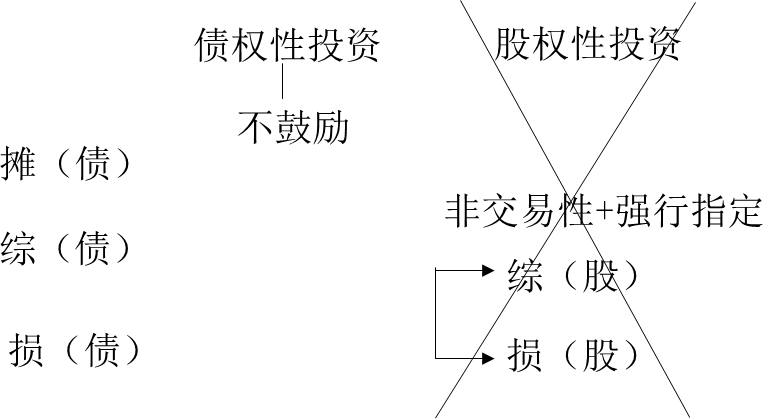 债权性投资
股权性投资
不鼓励
摊（债）
非交易性+强行指定
综（债）
综（股）
损（债）
损（股）